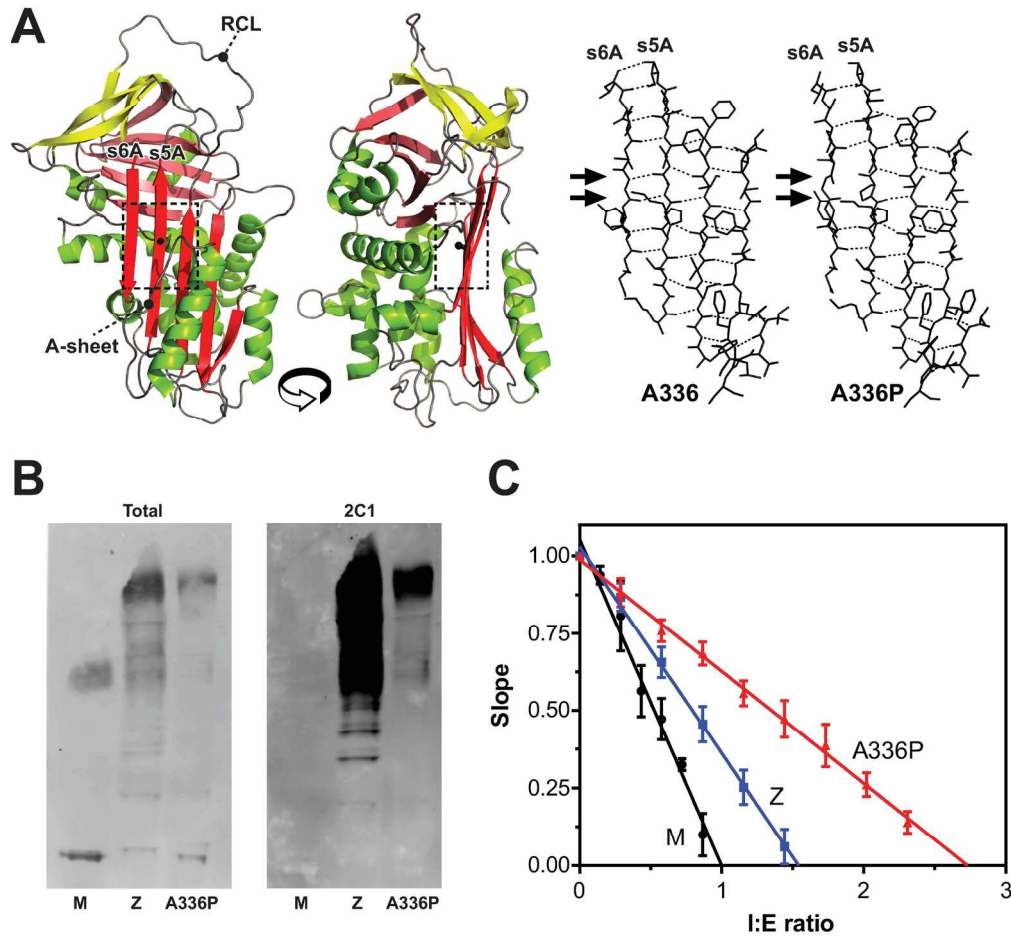 A
RCL
s6A s5A
A-sheet
s6A s5A
s6A s5A
A336
A336P
B
Total
2C1
M Z A336P
M Z A336P
C
Slope
1.00
0.75
0.50
0.25
0.00
A336P
Z
M
0 1 2 3
I:E ratio